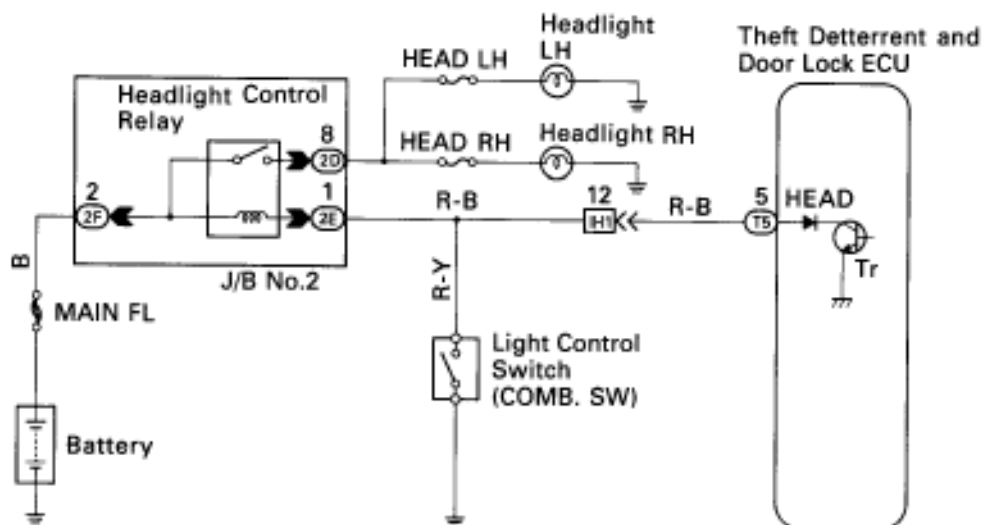 Headlight
LH
HEAD LH
Theft Detterrent and
Door Lock ECU
Headlight Control
Relay
8
2D
HEAD RH
Headlight RH
2
2F
1
2E
R-B
12
IH1
R-B
5
T5
HEAD
Tr
J/B No.2
B
MAIN FL
R-Y
Light Control
Switch
(COMB. SW)
Battery